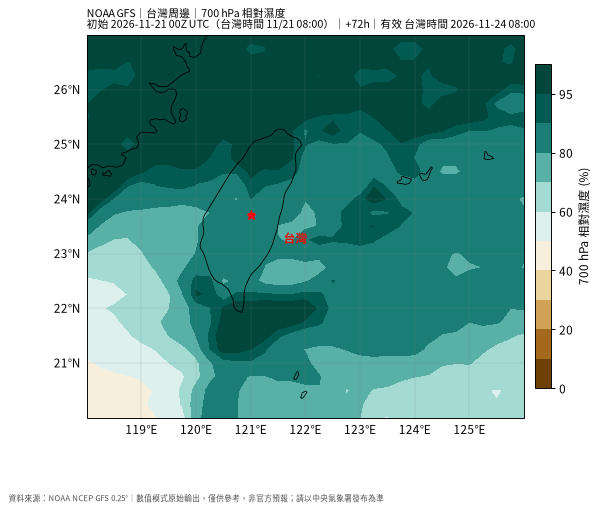 NOAA GFS｜台灣周邊｜700 hPa 相對濕度
初始 2026-11-21 00Z UTC（台灣時間 11/21 08:00）｜+72h｜有效 台灣時間 2026-11-24 08:00
26°N
25°N
24°N
23°N
22°N
21°N
台灣
119°E 120°E 121°E 122°E 123°E 124°E 125°E
95
80
60
40
20
0
700 hPa 相對濕度 (%)
資料來源：NOAA NCEP GFS 0.25°｜數值模式原始輸出，僅供參考，非官方預報；請以中央氣象署發布為準